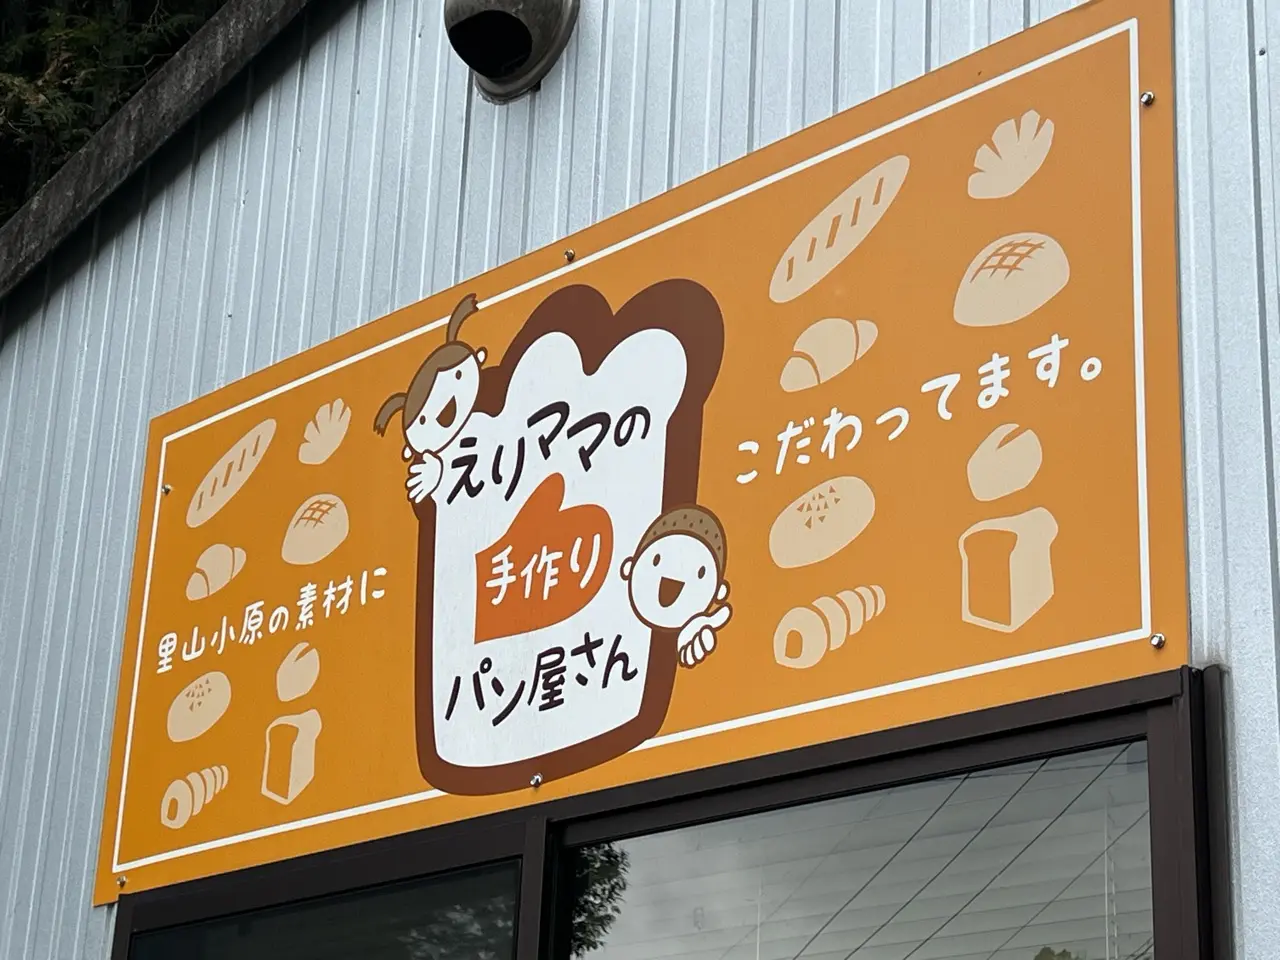 えりママの
手作り
パン屋さん
里山小原の素材に
こだわってます。